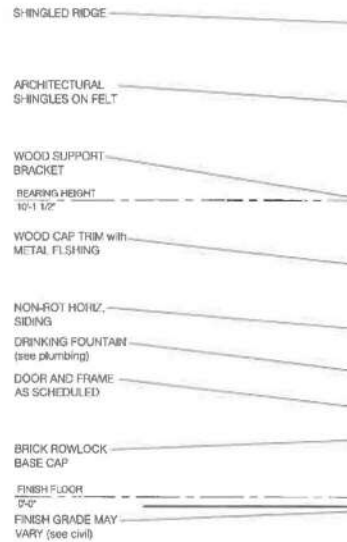 SHINGLED RIDGE
ARCHITECTURAL
SHINGLES ON FELT
WOOD SUPPORT
BRACKET
BEARING HEIGHT
10'-1 1/2"
WOOD CAP TRIM with
METAL FLSHING
NON-ROT HORIZ.
SIDING
DRINKING FOUNTAIN
(see plumbing)
DOOR AND FRAME
AS SCHEDULED
BRICK ROWLOCK
BASE CAP
FINISH FLOOR
0'-0"
FINISH GRADE MAY
VARY (see civil)